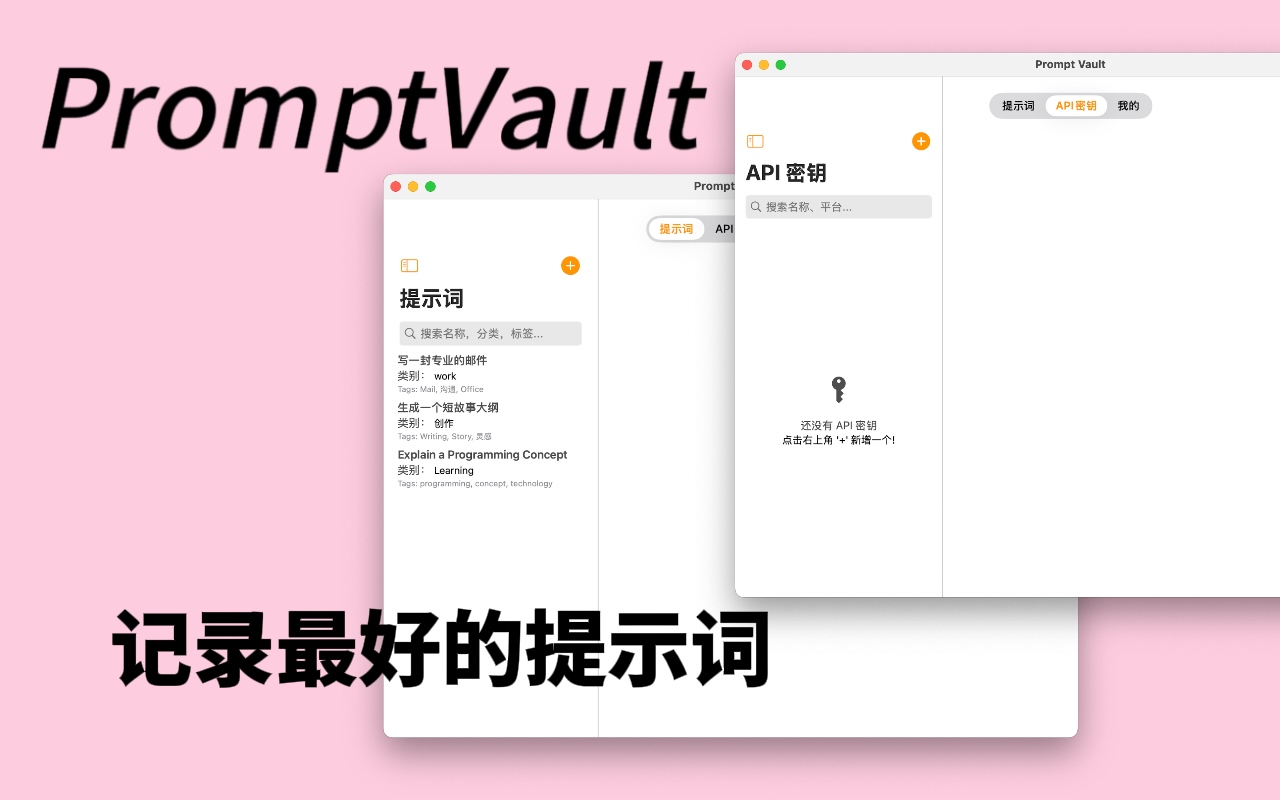 PromptVault
Prompt
提示词 API
提示词
搜索名称，分类，标签...
写一封专业的邮件
类别： work
Tags: Mail, 沟通, Office
生成一个短故事大纲
类别： 创作
Tags: Writing, Story, 灵感
Explain a Programming Concept
类别： Learning
Tags: programming, concept, technology
Prompt Vault
提示词 API密钥 我的
API 密钥
搜索名称、平台...
还没有 API 密钥
点击右上角 '+' 新增一个!
记录最好的提示词